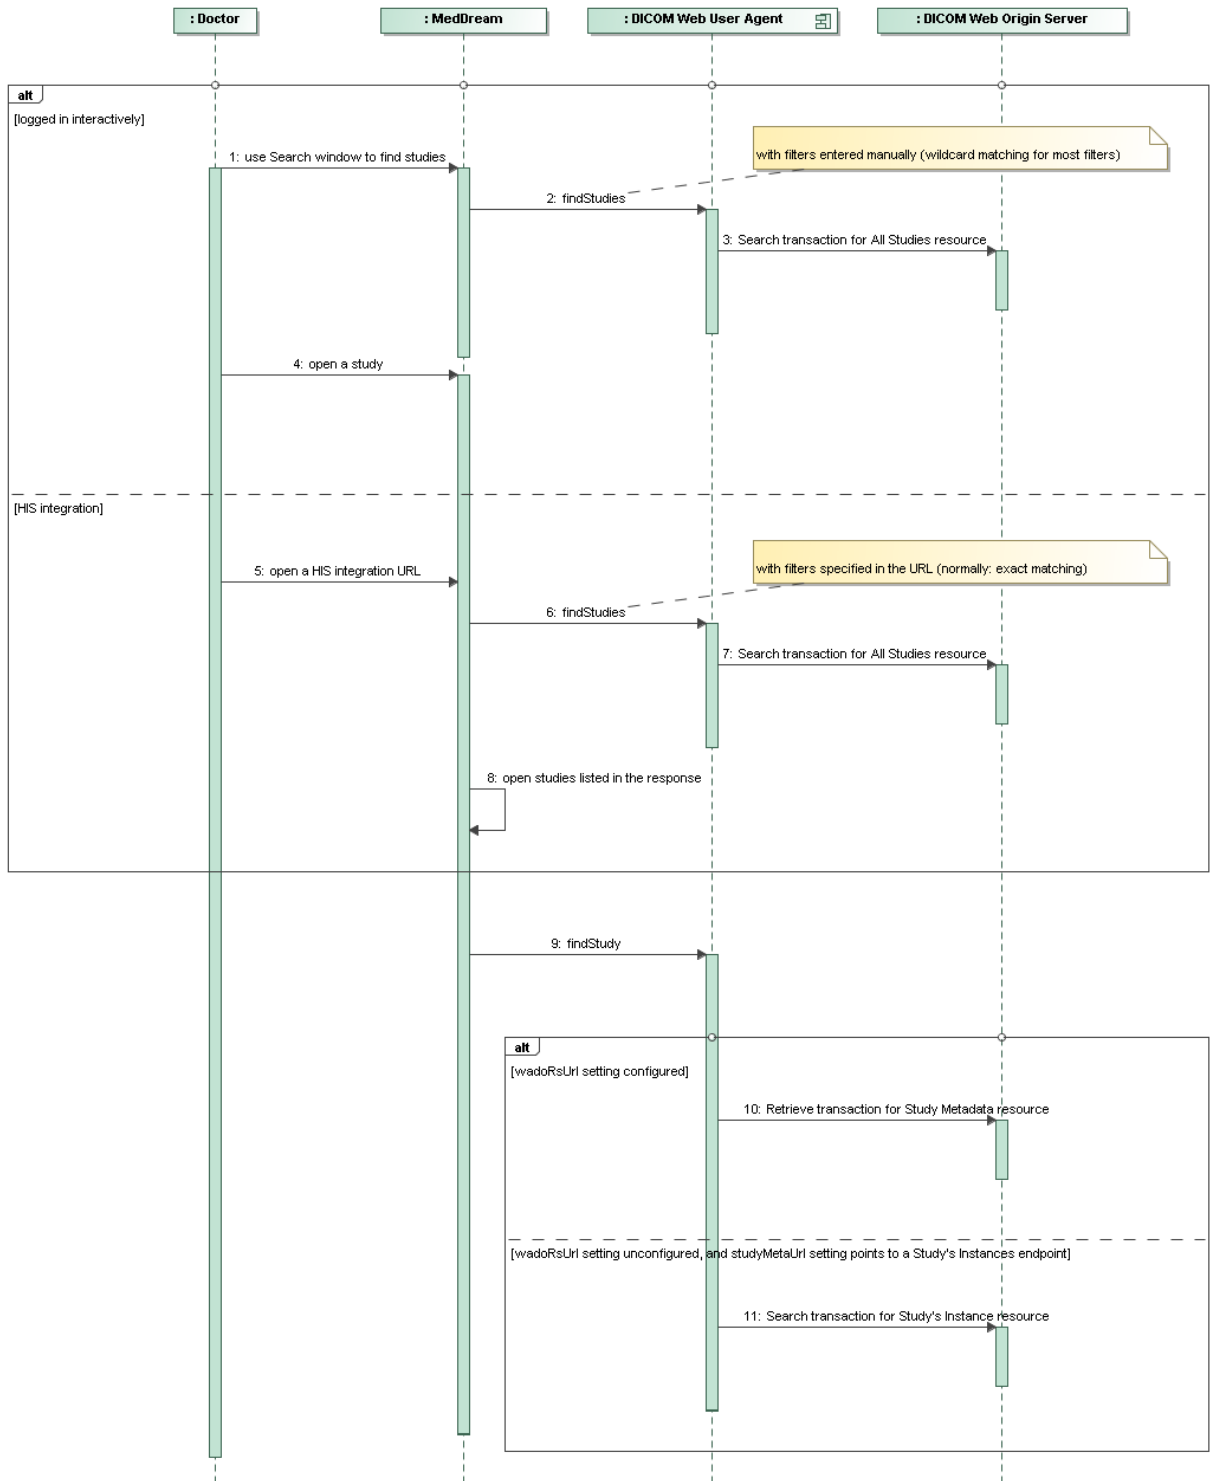 : Doctor
: MedDream
: DICOM Web User Agent
: DICOM Web Origin Server
alt
[logged in interactively]
with filters entered manually (wildcard matching for most filters)
1: use Search window to find studies
2: findStudies
3: Search transaction for All Studies resource
4: open a study
[HIS integration]
with filters specified in the URL (normally: exact matching)
5: open a HIS integration URL
6: findStudies
7: Search transaction for All Studies resource
8: open studies listed in the response
9: findStudy
alt
[wadoRsUrl setting configured]
10: Retrieve transaction for Study Metadata resource
[wadoRsUrl setting unconfigured, and studyMetaUrl setting points to a Study's Instances endpoint]
11: Search transaction for Study's Instance resource